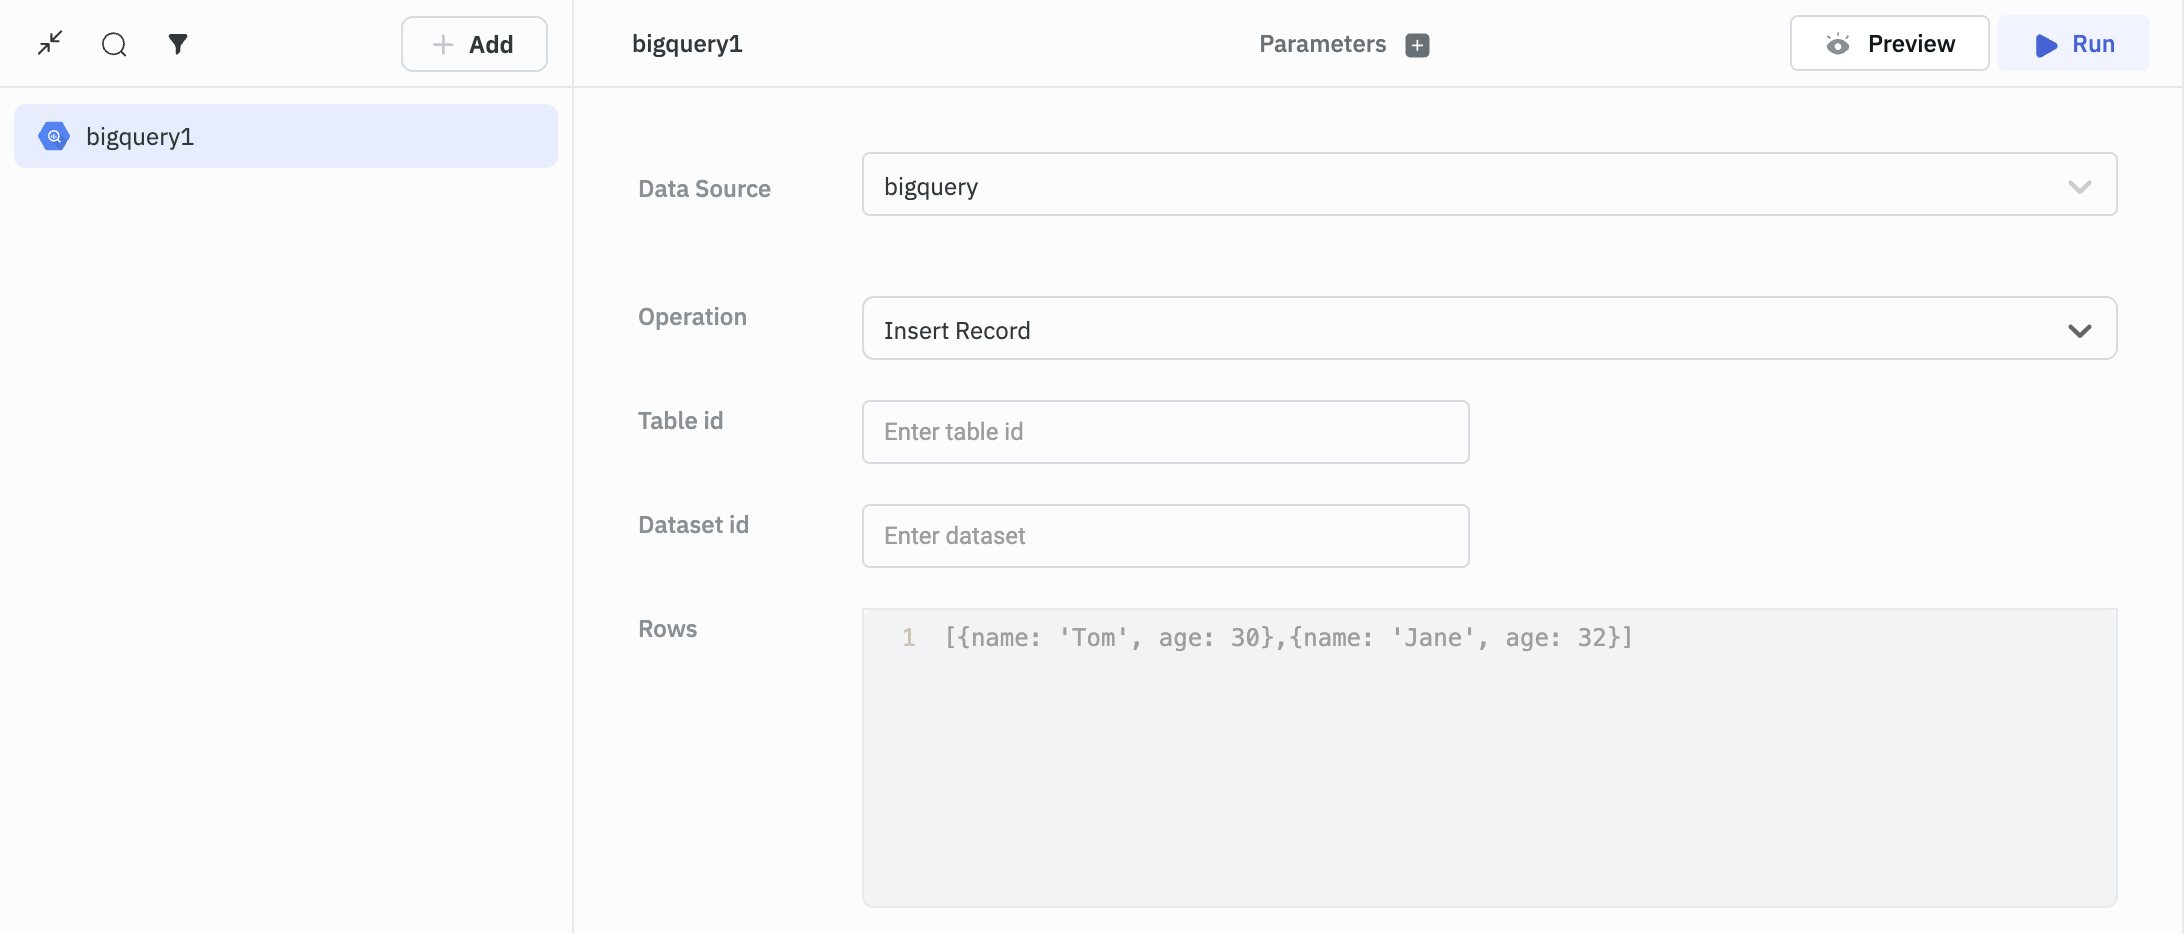 Add
bigquery1
bigquery1
Parameters
Preview
Run
Data Source
bigquery
Operation
Insert Record
Table id
Enter table id
Dataset id
Enter dataset
Rows
1 [{name: 'Tom', age: 30},{name: 'Jane', age: 32}]